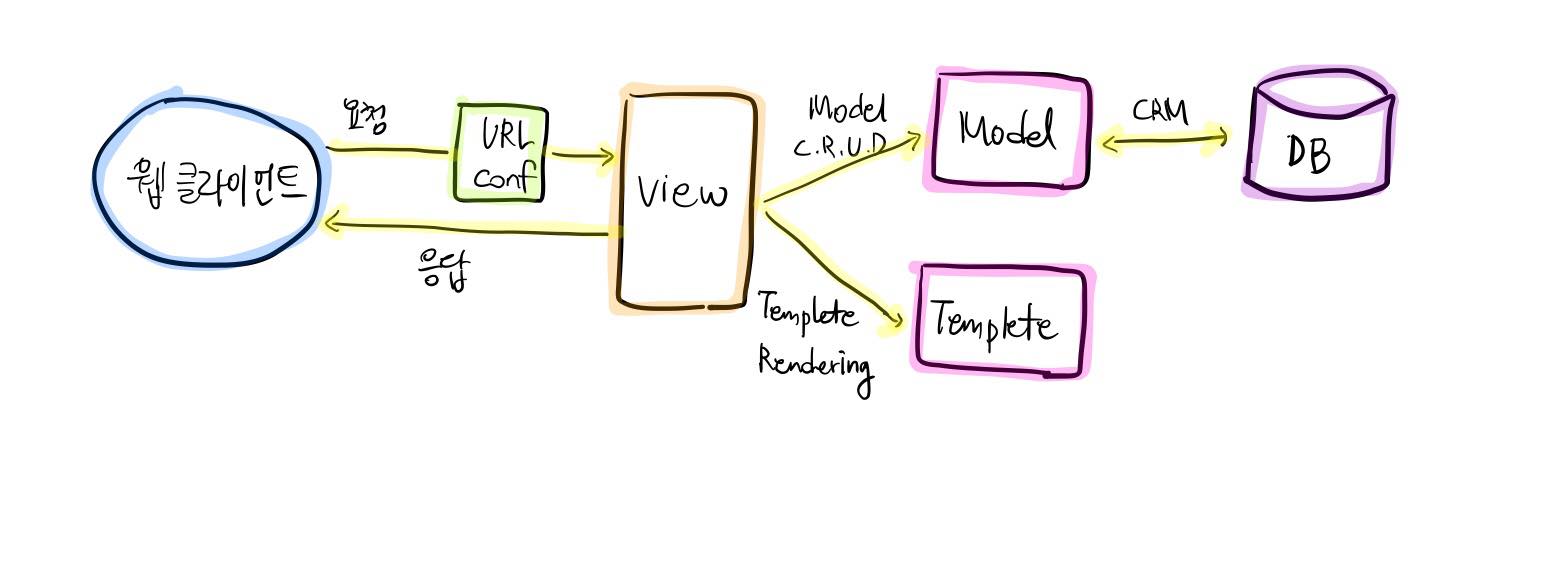 웹 클라이언트
요청
URL
conf
응답
View
Model
C.R.U.D
Model
CRM
DB
Templete
Rendering
Templete